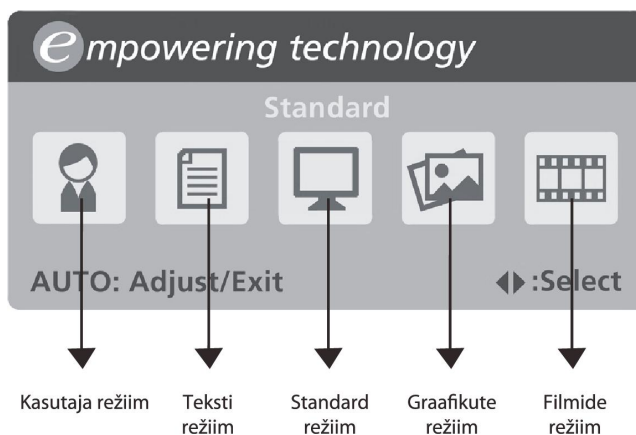 empowering technology
Standard
AUTO: Adjust/Exit ◀▶:Select
Kasutaja režiim Teksti Standard Graafikute Filmide
režiim režiim režiim režiim